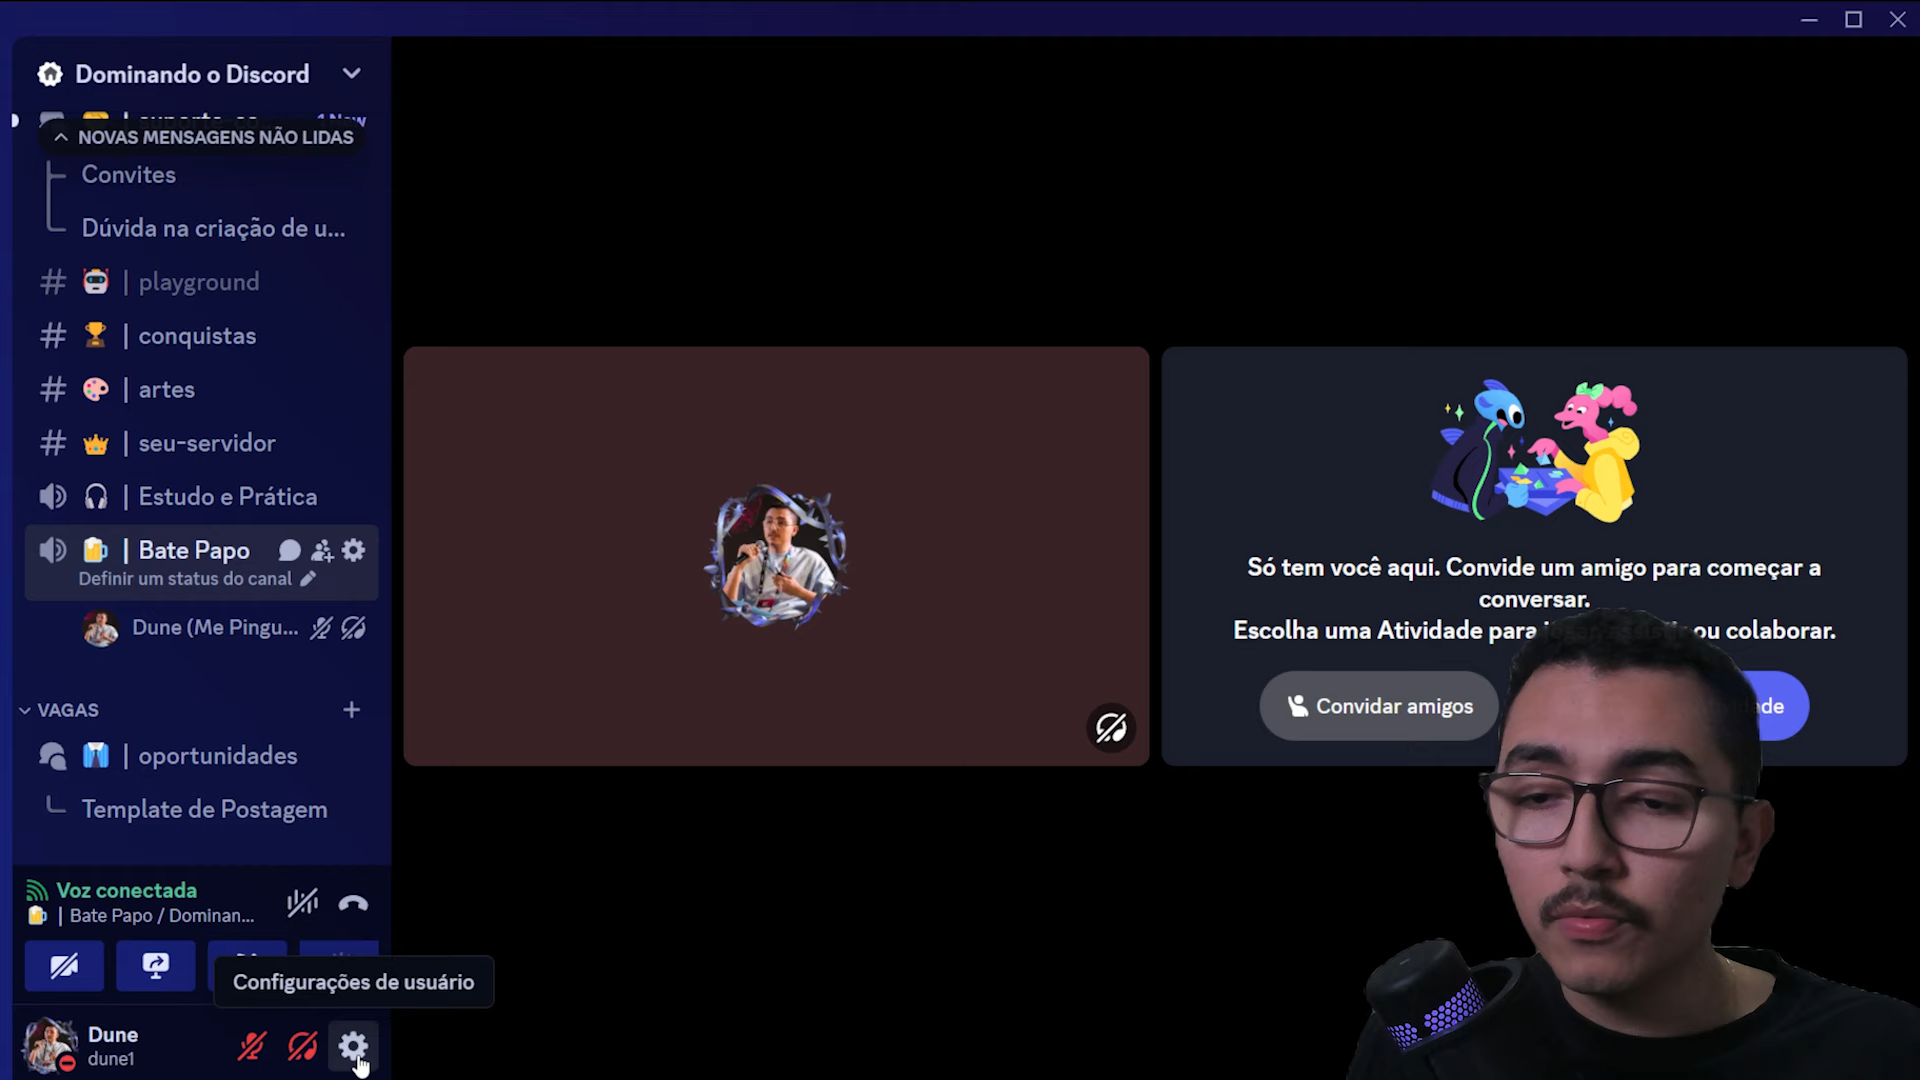 Dominando o Discord
NOVAS MENSAGENS NÃO LIDAS
Convites
Dúvida na criação de u...
# | playground
# | conquistas
# | artes
# | seu-servidor
| Estudo e Prática
| Bate Papo
Definir um status do canal
Dune (Me Pingu...
VAGAS
| oportunidades
Template de Postagem
Voz conectada
| Bate Papo / Dominan...
Configurações de usuário
Dune
dune1
Só tem você aqui. Convide um amigo para começar a
conversar.
Escolha uma Atividade para ou colaborar.
Convidar amigos